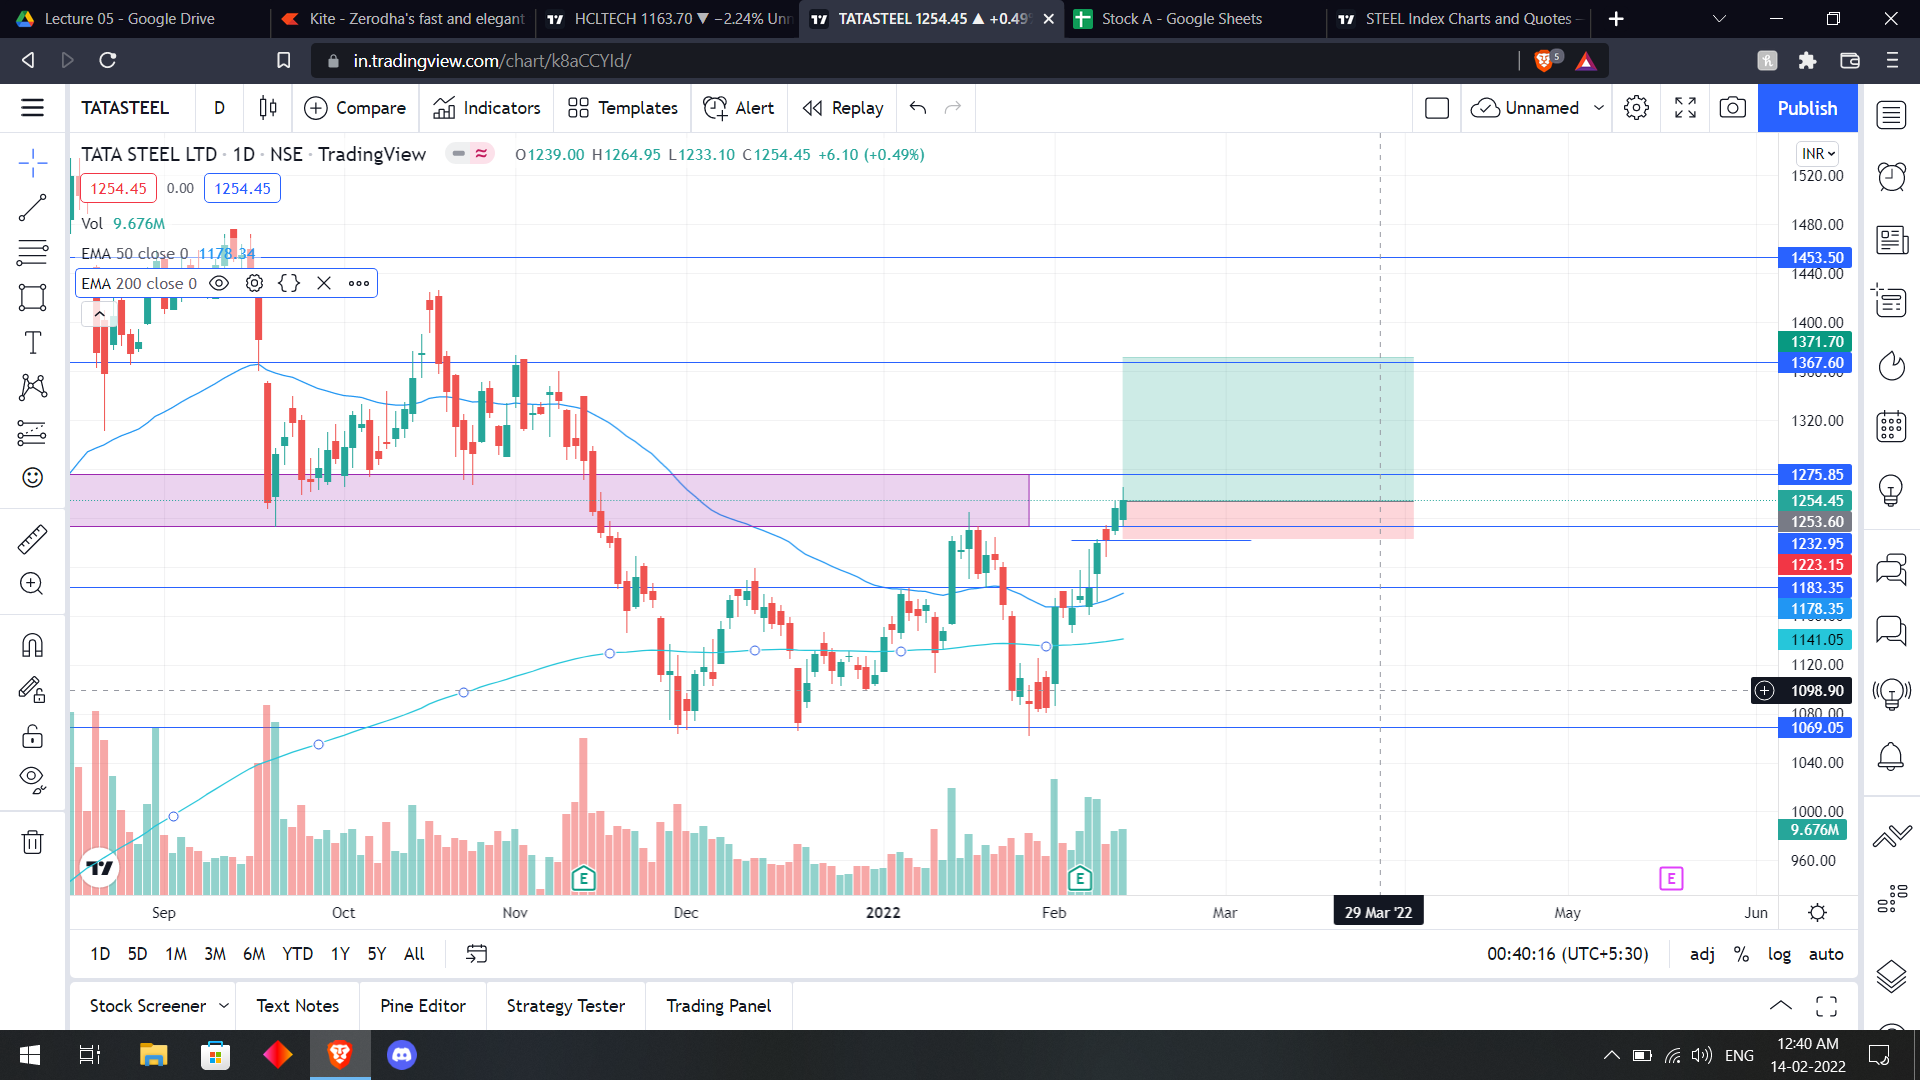 Lecture 05 - Google Drive
Kite - Zerodha's fast and elegant
HCLTECH 1163.70 ▼ −2.24% Unn
TATASTEEL 1254.45 ▲ +0.49%
Stock A - Google Sheets
STEEL Index Charts and Quotes —
in.tradingview.com/chart/k8aCCYId/
5
TATASTEEL D Compare Indicators Templates Alert Replay Unnamed Publish
TATA STEEL LTD · 1D · NSE · TradingView O1239.00 H1264.95 L1233.10 C1254.45 +6.10 (+0.49%)
INR
1254.45 0.00 1254.45
Vol 9.676M
EMA 50 close 0 1178.34
EMA 200 close 0
1520.00
1480.00
1453.50
1440.00
1400.00
1371.70
1367.60
1320.00
1275.85
1254.45
1253.60
1232.95
1223.15
1183.35
1178.35
1141.05
1120.00
1098.90
1080.00
1069.05
1040.00
1000.00
9.676M
960.00
E E E
Sep Oct Nov Dec 2022 Feb Mar 29 Mar '22 May Jun
1D 5D 1M 3M 6M YTD 1Y 5Y All 00:40:16 (UTC+5:30) adj % log auto
Stock Screener Text Notes Pine Editor Strategy Tester Trading Panel
ENG
12:40 AM
14-02-2022